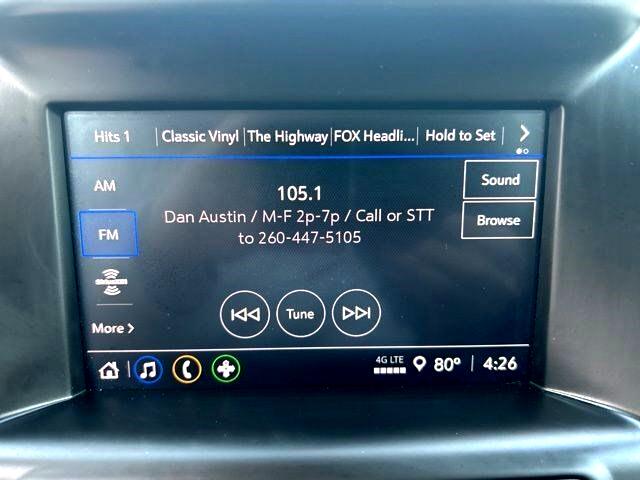 Hits 1 Classic Vinyl The Highway FOX Headli... Hold to Set
AM
105.1
Sound
Dan Austin / M-F 2p-7p / Call or STT
to 260-447-5105
FM
Browse
SiriusXM
Tune
More
4G LTE 80° 4:26